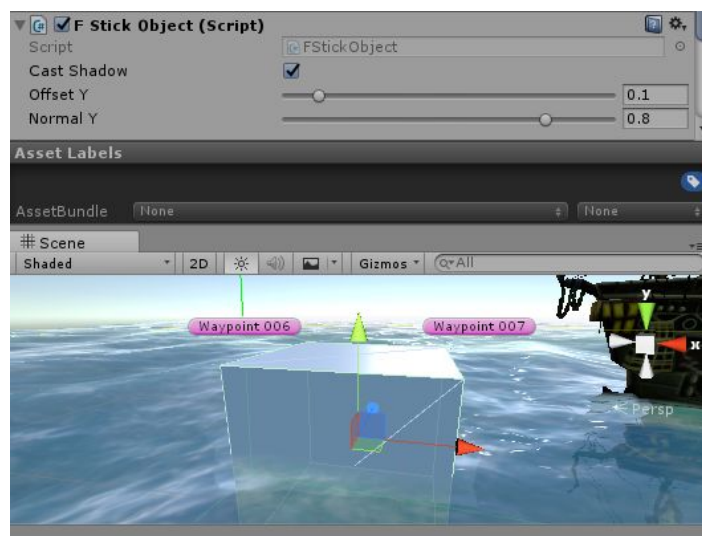 F Stick Object (Script)
Script FStickObject
Cast Shadow
Offset Y 0.1
Normal Y 0.8
Asset Labels
AssetBundle None None
Scene
Shaded 2D Gizmos All
y
Waypoint 006 Waypoint 007
x
Persp